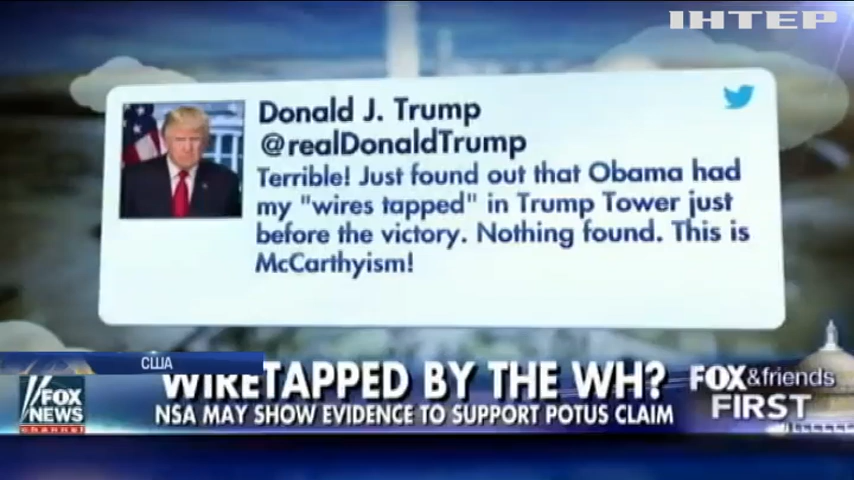 ІНТЕР
Donald J. Trump
@realDonaldTrump
Terrible! Just found out that Obama had
my "wires tapped" in Trump Tower just
before the victory. Nothing found. This is
McCarthyism!
США
WIRETAPPED BY THE WH?
NSA MAY SHOW EVIDENCE TO SUPPORT POTUS CLAIM
FOX
NEWS
channel
FOX&friends
FIRST